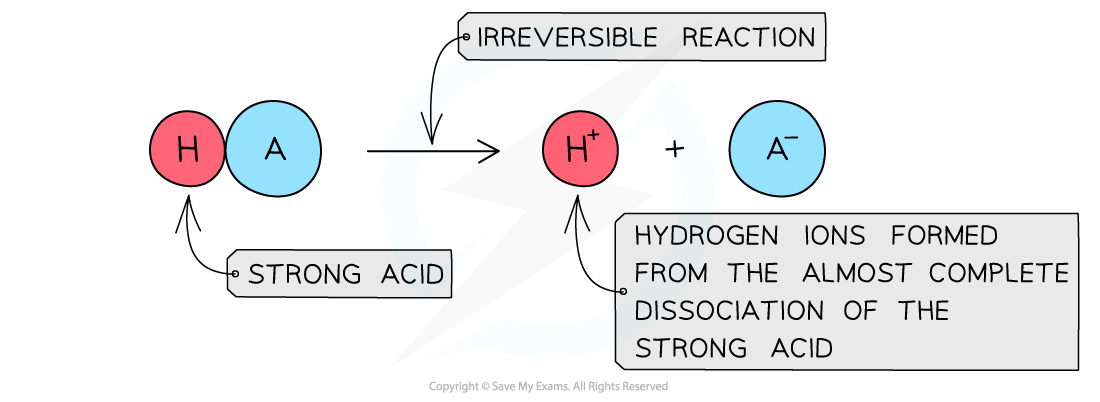 IRREVERSIBLE REACTION
H A H+ + A−
STRONG ACID
HYDROGEN IONS FORMED
FROM THE ALMOST COMPLETE
DISSOCIATION OF THE
STRONG ACID
Copyright © Save My Exams. All Rights Reserved